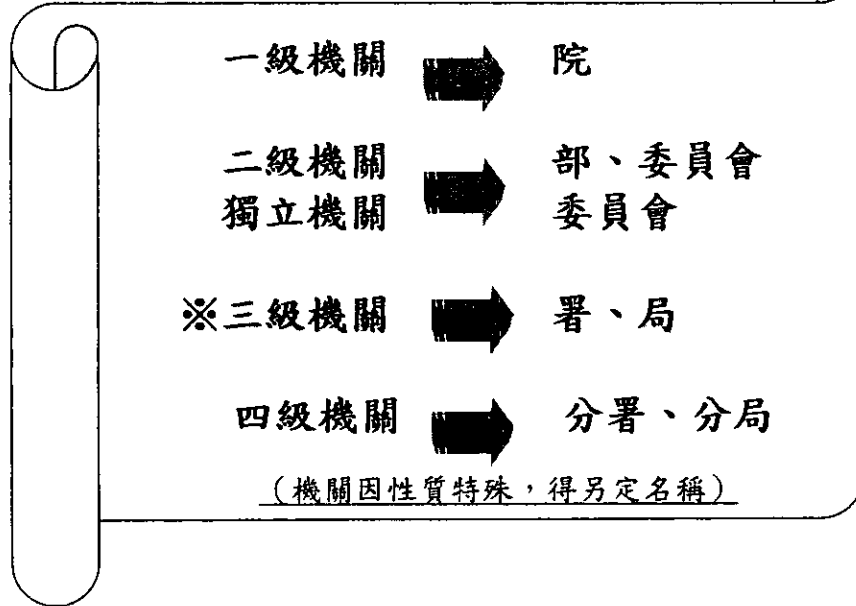 一級機關 院
二級機關 部、委員會
獨立機關 委員會
※三級機關 署、局
四級機關 分署、分局
（機關因性質特殊，得另定名稱）